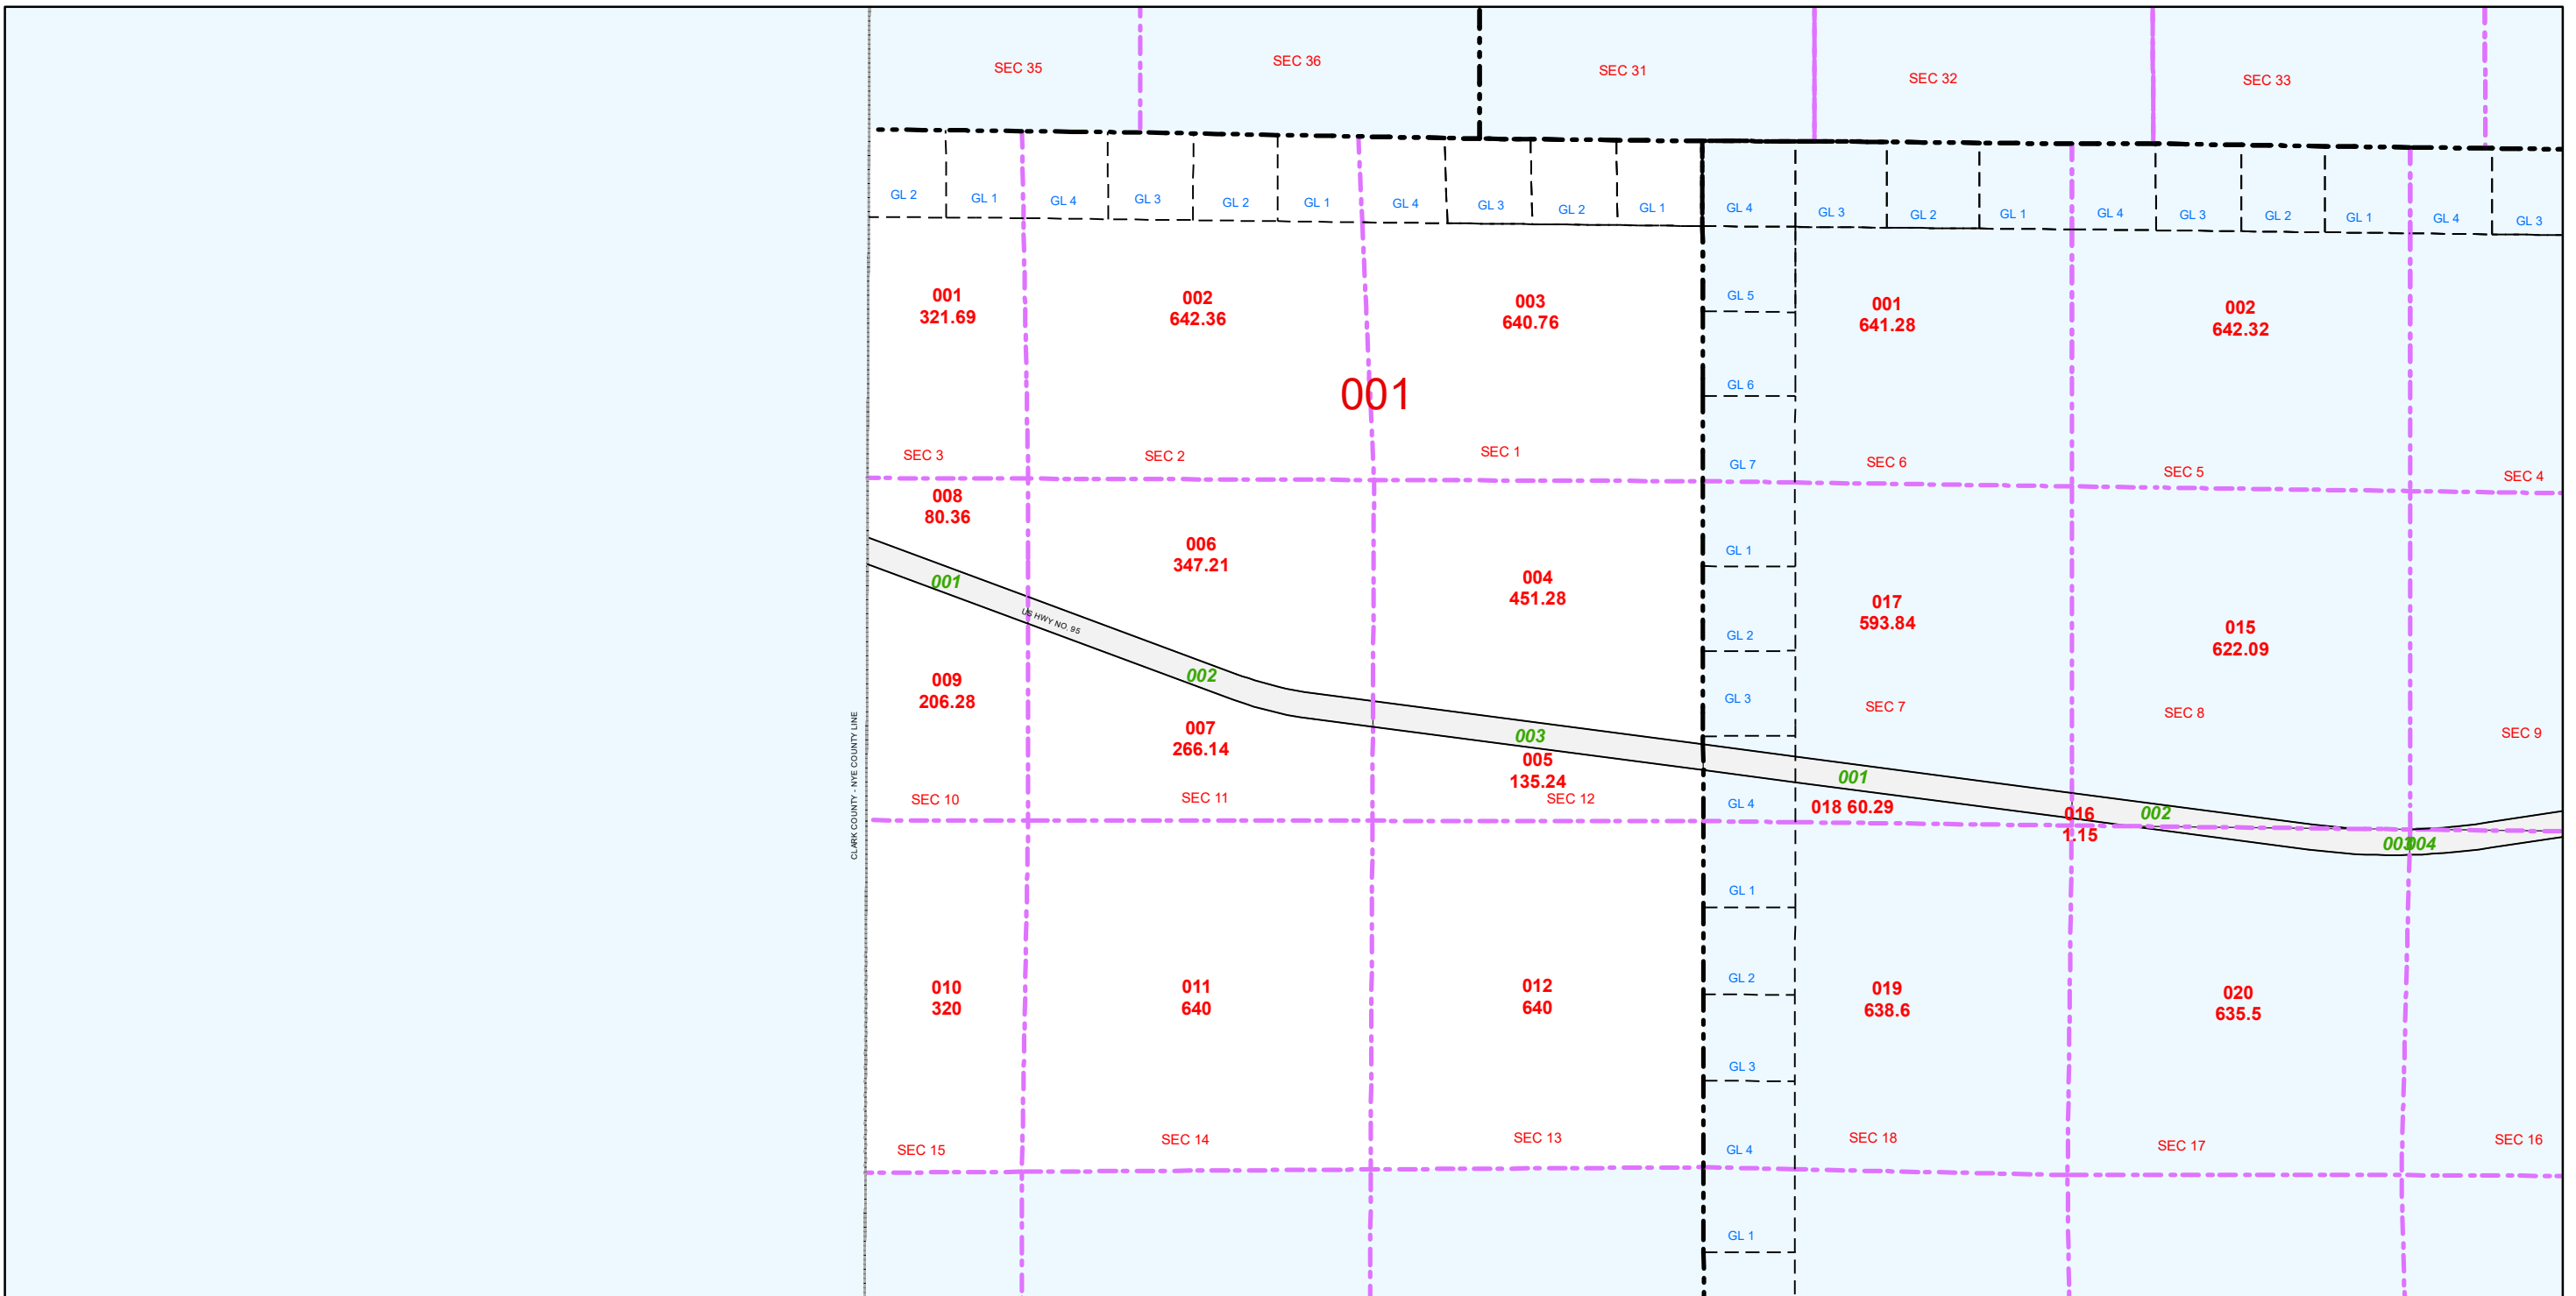 SEC 35
SEC 36
SEC 31
SEC 32
SEC 33
GL 2
GL 1
GL 4
GL 3
GL 2
GL 1
GL 4
GL 3
GL 2
GL 1
GL 4
GL 3
GL 2
GL 1
GL 4
GL 3
GL 2
GL 1
GL 4
GL 3
001
321.69
002
642.36
003
640.76
GL 5
001
641.28
002
642.32
001
GL 6
SEC 3
SEC 2
SEC 1
GL 7
SEC 6
SEC 5
SEC 4
008
80.36
006
347.21
004
451.28
GL 1
017
593.84
015
622.09
001
US HWY NO. 95
GL 2
002
009
206.28
007
266.14
003
005
135.24
GL 3
SEC 7
SEC 8
SEC 9
CLARK COUNTY - NYE COUNTY LINE
SEC 10
SEC 11
SEC 12
GL 4
001
018 60.29
016
1.15
002
003
004
GL 1
010
320
011
640
012
640
GL 2
019
638.6
020
635.5
GL 3
SEC 15
SEC 14
SEC 13
GL 4
SEC 18
SEC 17
SEC 16
GL 1